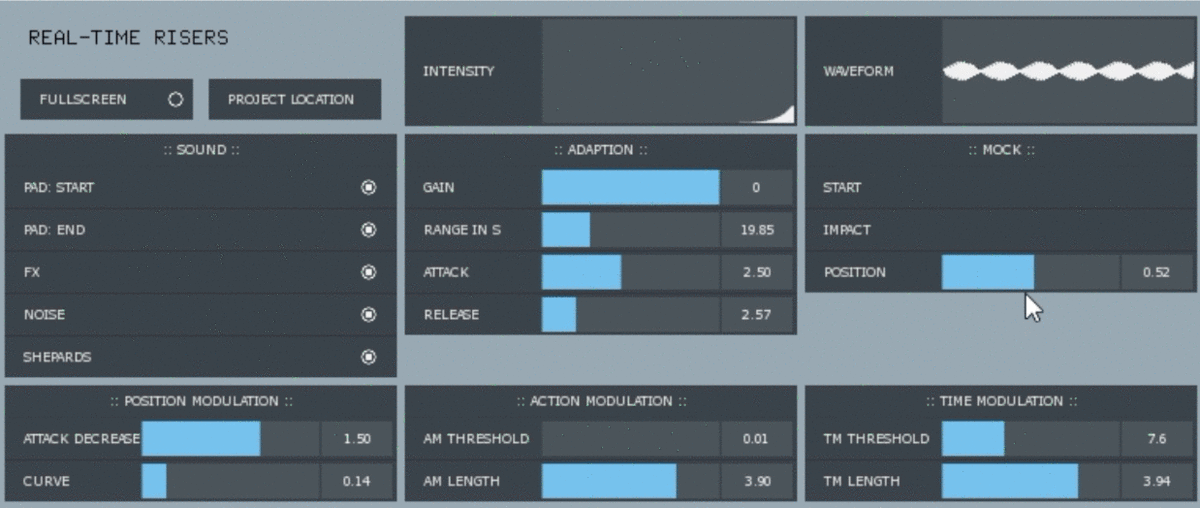 REAL-TIME RISERS
FULLSCREEN
PROJECT LOCATION
INTENSITY
WAVEFORM
:: SOUND ::
PAD: START
PAD: END
FX
NOISE
SHEPARDS
:: ADAPTION ::
GAIN 0
RANGE IN S 19.85
ATTACK 2.50
RELEASE 2.57
:: MOCK ::
START
IMPACT
POSITION 0.52
:: POSITION MODULATION ::
ATTACK DECREASE 1.50
CURVE 0.14
:: ACTION MODULATION ::
AM THRESHOLD 0.01
AM LENGTH 3.90
:: TIME MODULATION ::
TM THRESHOLD 7.6
TM LENGTH 3.94